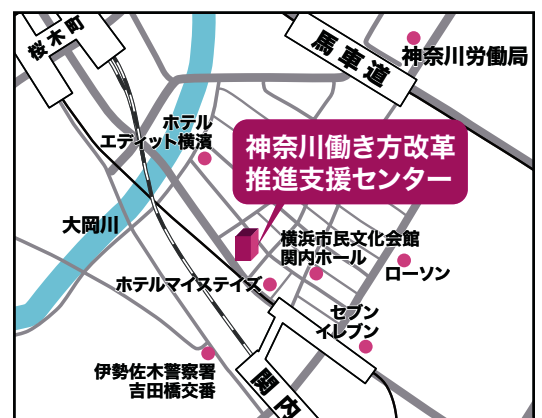 桜木町
馬車道
神奈川労働局
ホテル
エディット横濱
神奈川働き方改革
推進支援センター
大岡川
横浜市民文化会館
関内ホール
ローソン
ホテルマイステイズ
セブン
イレブン
伊勢佐木警察署
吉田橋交番
関内